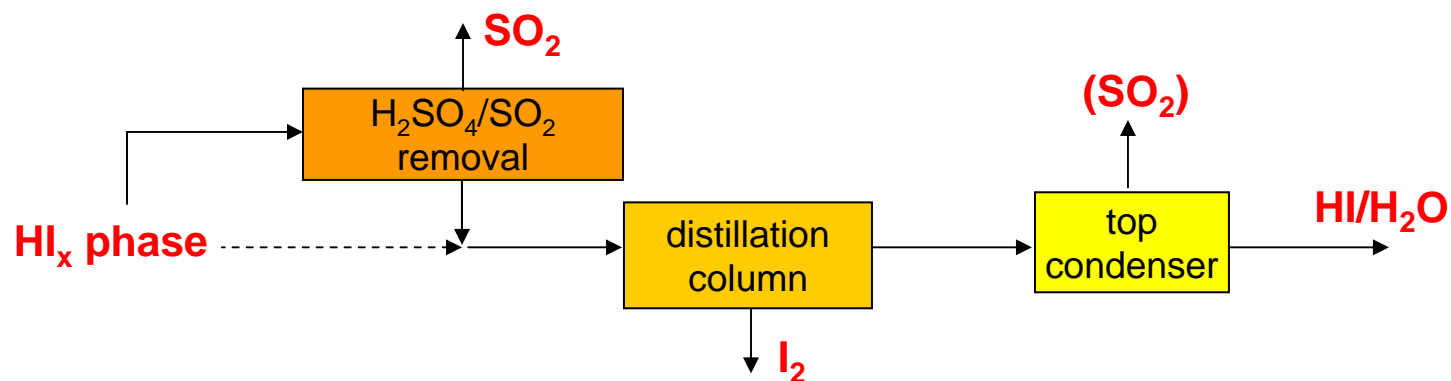 SO₂
H₂SO₄/SO₂
removal
(SO₂)
HIₓ phase
distillation
column
top
condenser
HI/H₂O
I₂